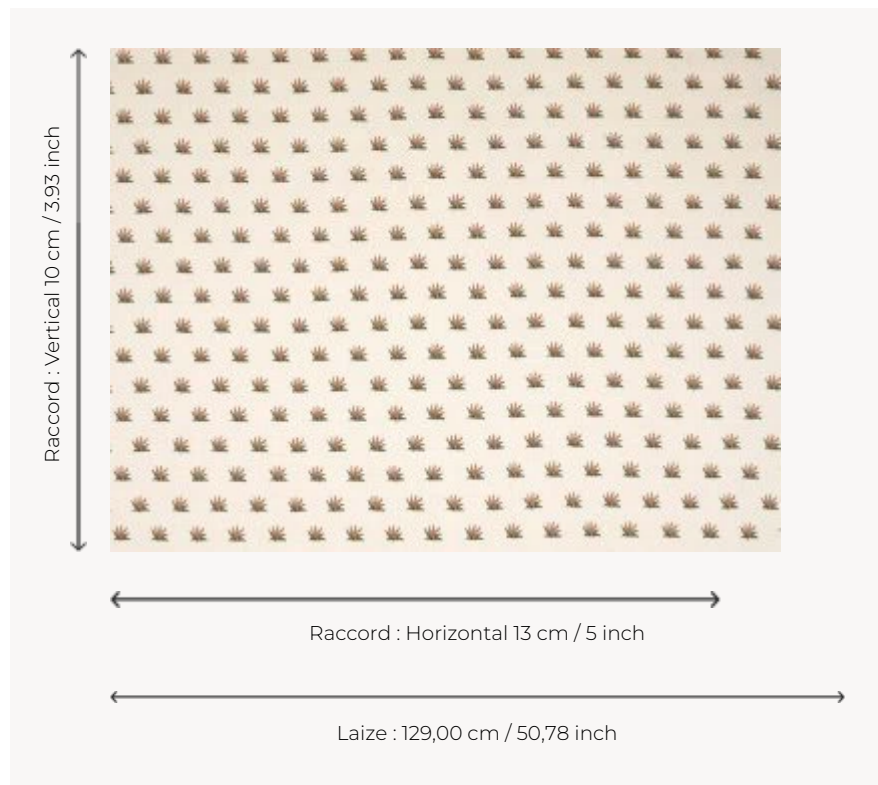 Raccord : Vertical 10 cm / 3.93 inch
Raccord : Horizontal 13 cm / 5 inch
Laize : 129,00 cm / 50,78 inch